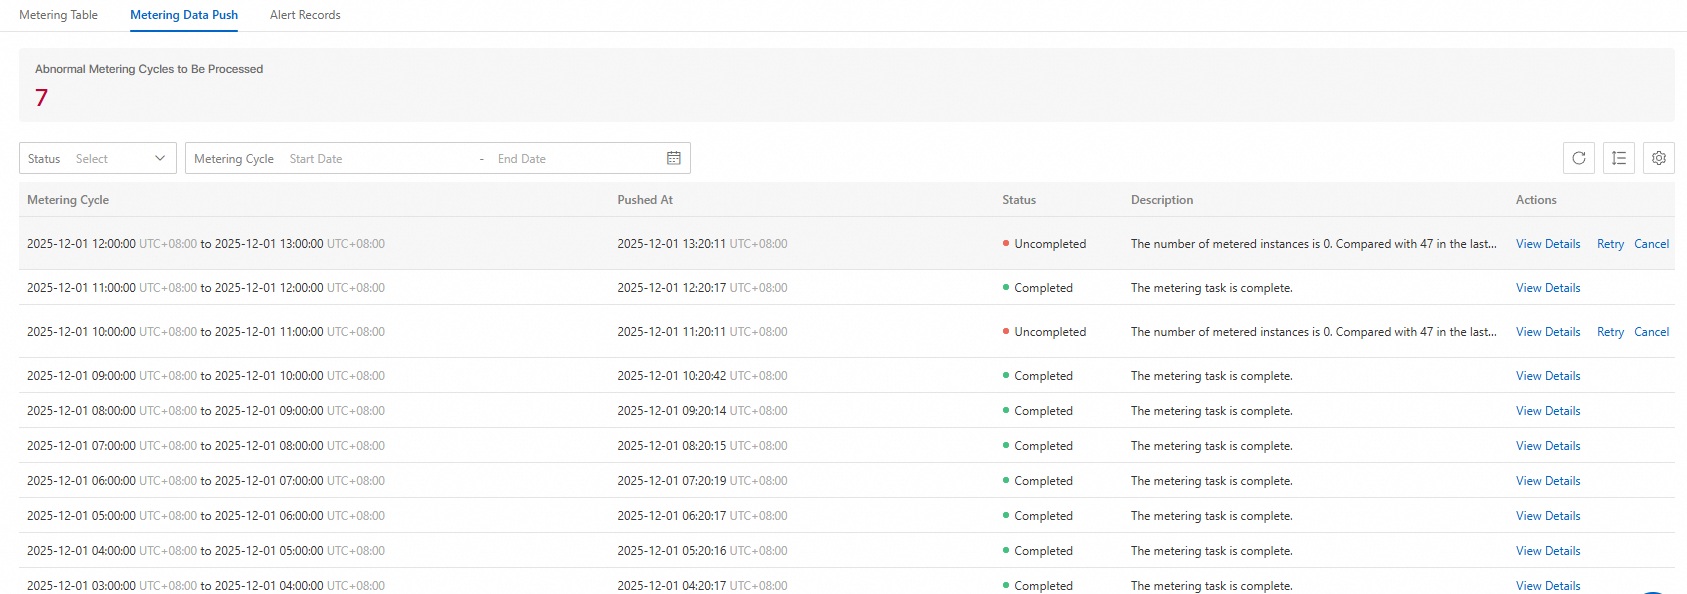 Metering Table Metering Data Push Alert Records
Abnormal Metering Cycles to Be Processed
7
Status Select Metering Cycle Start Date - End Date
Metering Cycle Pushed At Status Description Actions
2025-12-01 12:00:00 UTC+08:00 to 2025-12-01 13:00:00 UTC+08:00 2025-12-01 13:20:11 UTC+08:00 Uncompleted The number of metered instances is 0. Compared with 47 in the last... View Details Retry Cancel
2025-12-01 11:00:00 UTC+08:00 to 2025-12-01 12:00:00 UTC+08:00 2025-12-01 12:20:17 UTC+08:00 Completed The metering task is complete. View Details
2025-12-01 10:00:00 UTC+08:00 to 2025-12-01 11:00:00 UTC+08:00 2025-12-01 11:20:11 UTC+08:00 Uncompleted The number of metered instances is 0. Compared with 47 in the last... View Details Retry Cancel
2025-12-01 09:00:00 UTC+08:00 to 2025-12-01 10:00:00 UTC+08:00 2025-12-01 10:20:42 UTC+08:00 Completed The metering task is complete. View Details
2025-12-01 08:00:00 UTC+08:00 to 2025-12-01 09:00:00 UTC+08:00 2025-12-01 09:20:14 UTC+08:00 Completed The metering task is complete. View Details
2025-12-01 07:00:00 UTC+08:00 to 2025-12-01 08:00:00 UTC+08:00 2025-12-01 08:20:15 UTC+08:00 Completed The metering task is complete. View Details
2025-12-01 06:00:00 UTC+08:00 to 2025-12-01 07:00:00 UTC+08:00 2025-12-01 07:20:19 UTC+08:00 Completed The metering task is complete. View Details
2025-12-01 05:00:00 UTC+08:00 to 2025-12-01 06:00:00 UTC+08:00 2025-12-01 06:20:17 UTC+08:00 Completed The metering task is complete. View Details
2025-12-01 04:00:00 UTC+08:00 to 2025-12-01 05:00:00 UTC+08:00 2025-12-01 05:20:16 UTC+08:00 Completed The metering task is complete. View Details
2025-12-01 03:00:00 UTC+08:00 to 2025-12-01 04:00:00 UTC+08:00 2025-12-01 04:20:17 UTC+08:00 Completed The metering task is complete. View Details